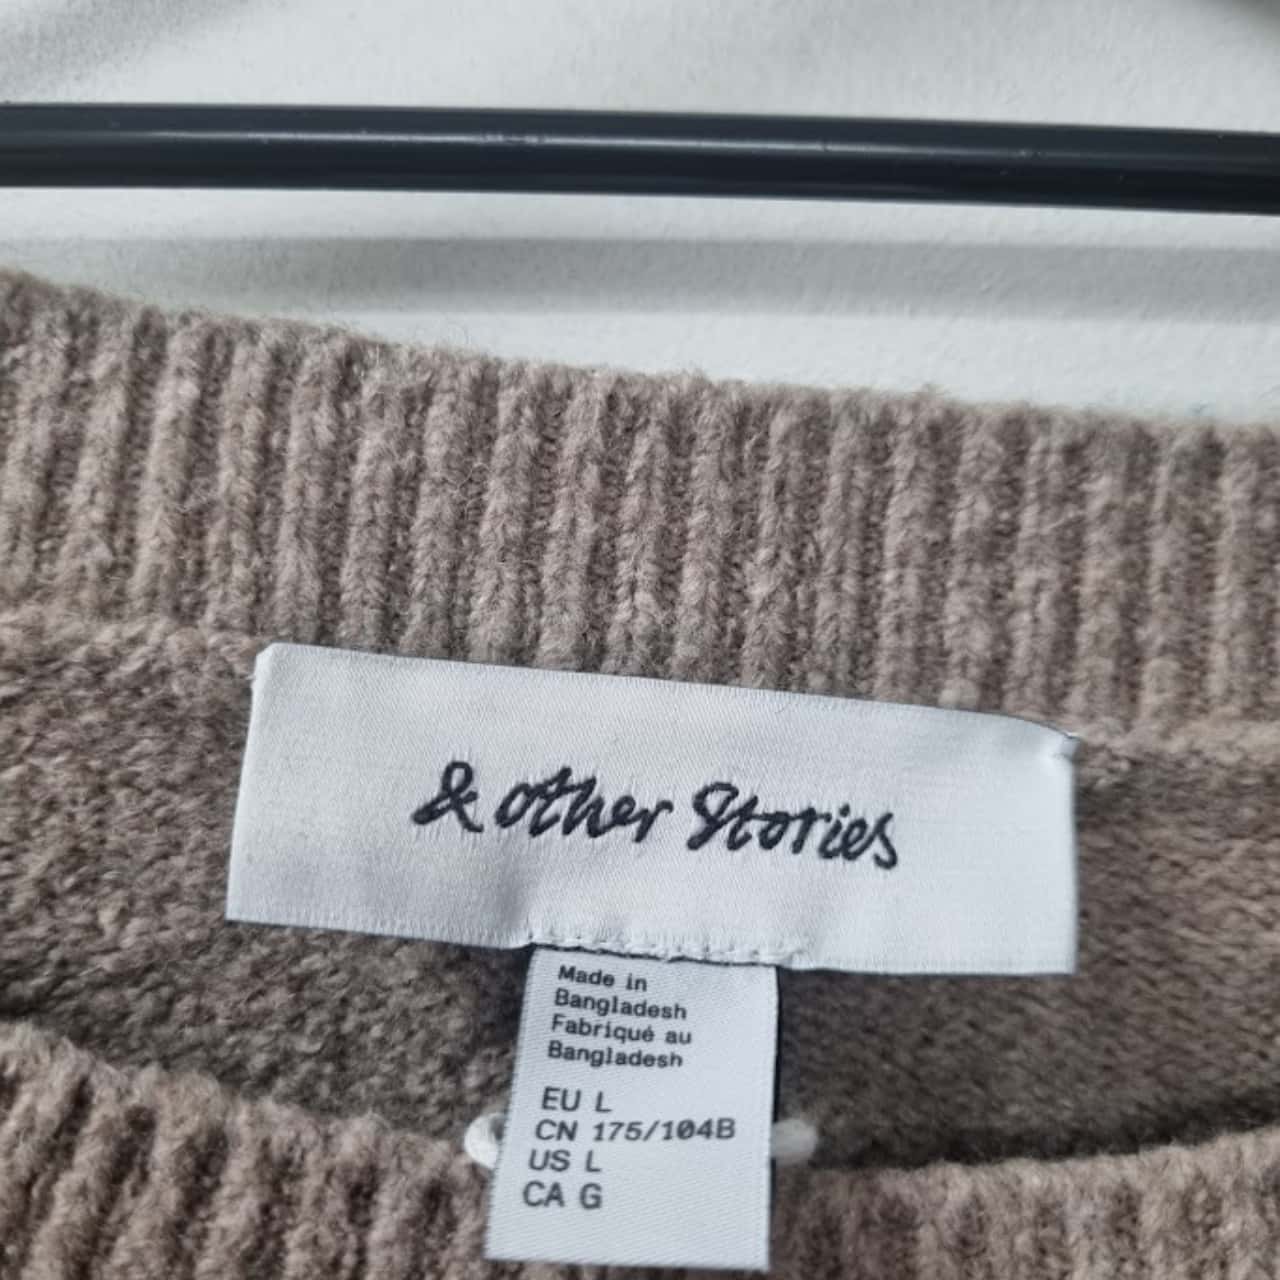 & other Stories
Made in
Bangladesh
Fabriqué au
Bangladesh
EU L
CN 175/104B
US L
CA G